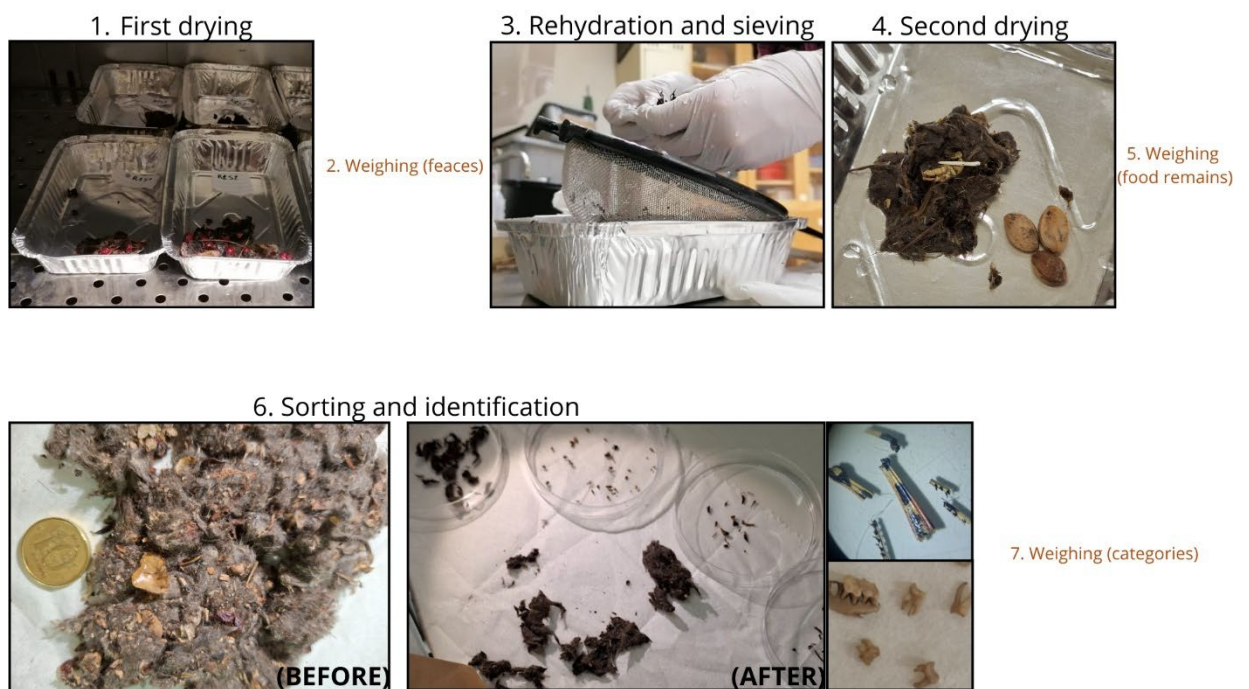 1. First drying
2. Weighing (feaces)
3. Rehydration and sieving
4. Second drying
5. Weighing
(food remains)
6. Sorting and identification
(BEFORE)
(AFTER)
7. Weighing (categories)